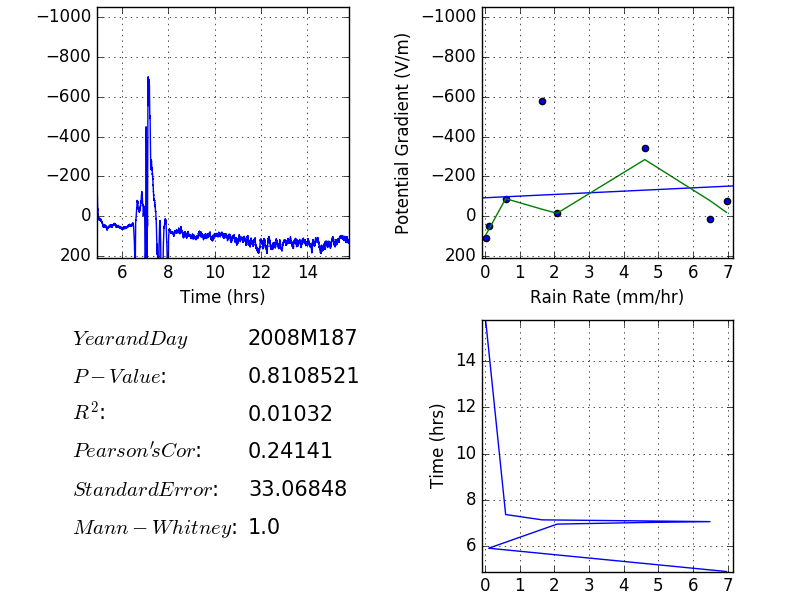 −1000
−800
−600
−400
−200
0
200
6 8 10 12 14
Time (hrs)
Potential Gradient (V/m)
−1000
−800
−600
−400
−200
0
200
0 1 2 3 4 5 6 7
Rain Rate (mm/hr)
YearandDay 2008M187
P − Value: 0.8108521
R²: 0.01032
Pearson'sCor: 0.24141
StandardError: 33.06848
Mann − Whitney: 1.0
Time (hrs)
14
12
10
8
6
0 1 2 3 4 5 6 7